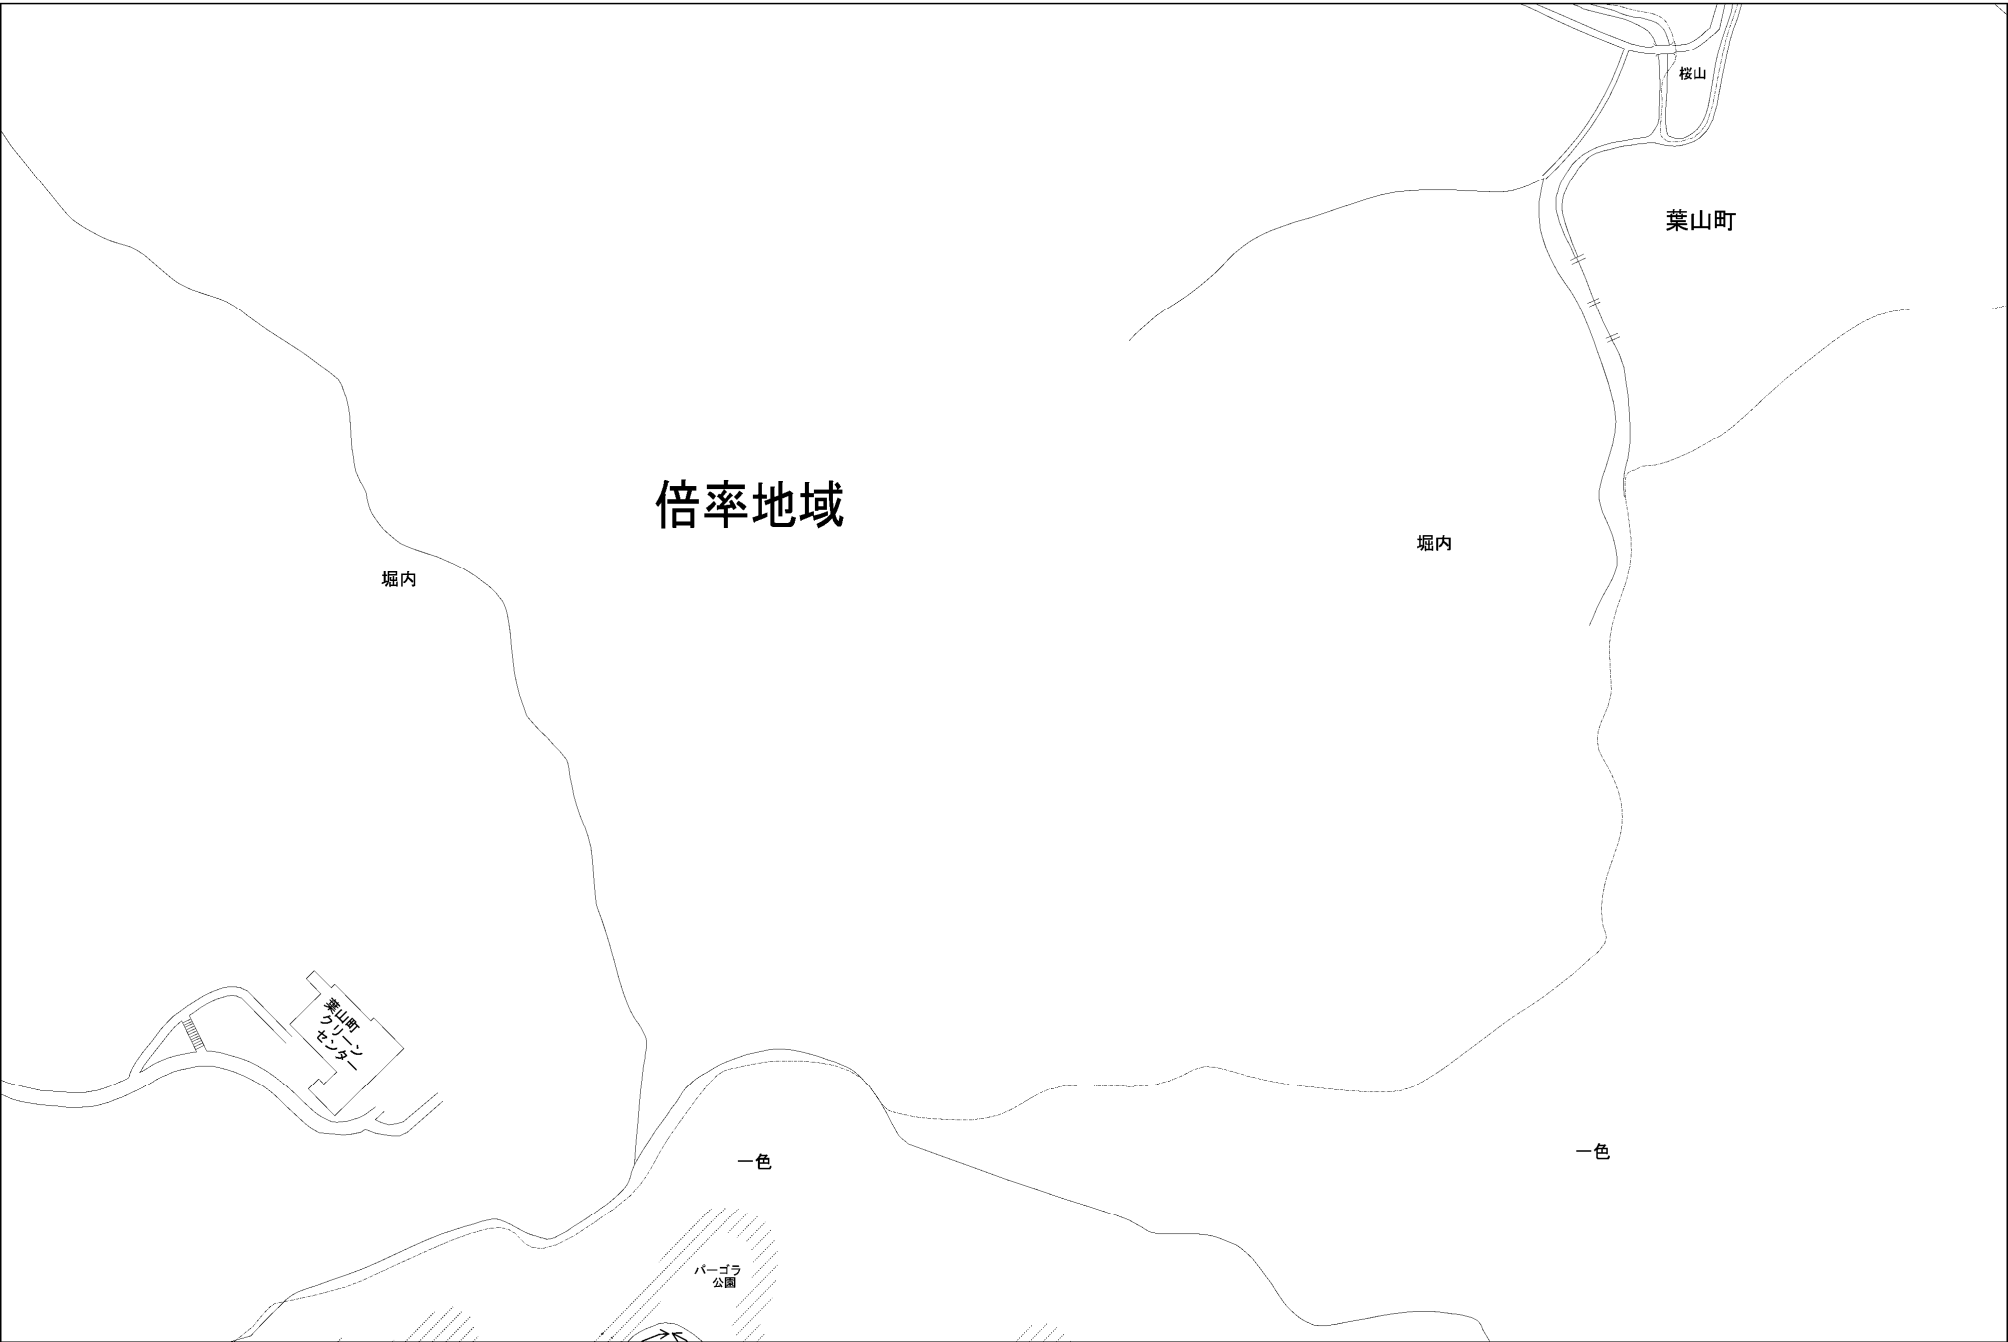 桜山
葉山町
倍率地域
堀内
堀内
葉山町
クリーン
センター
一色
一色
パーゴラ
公園